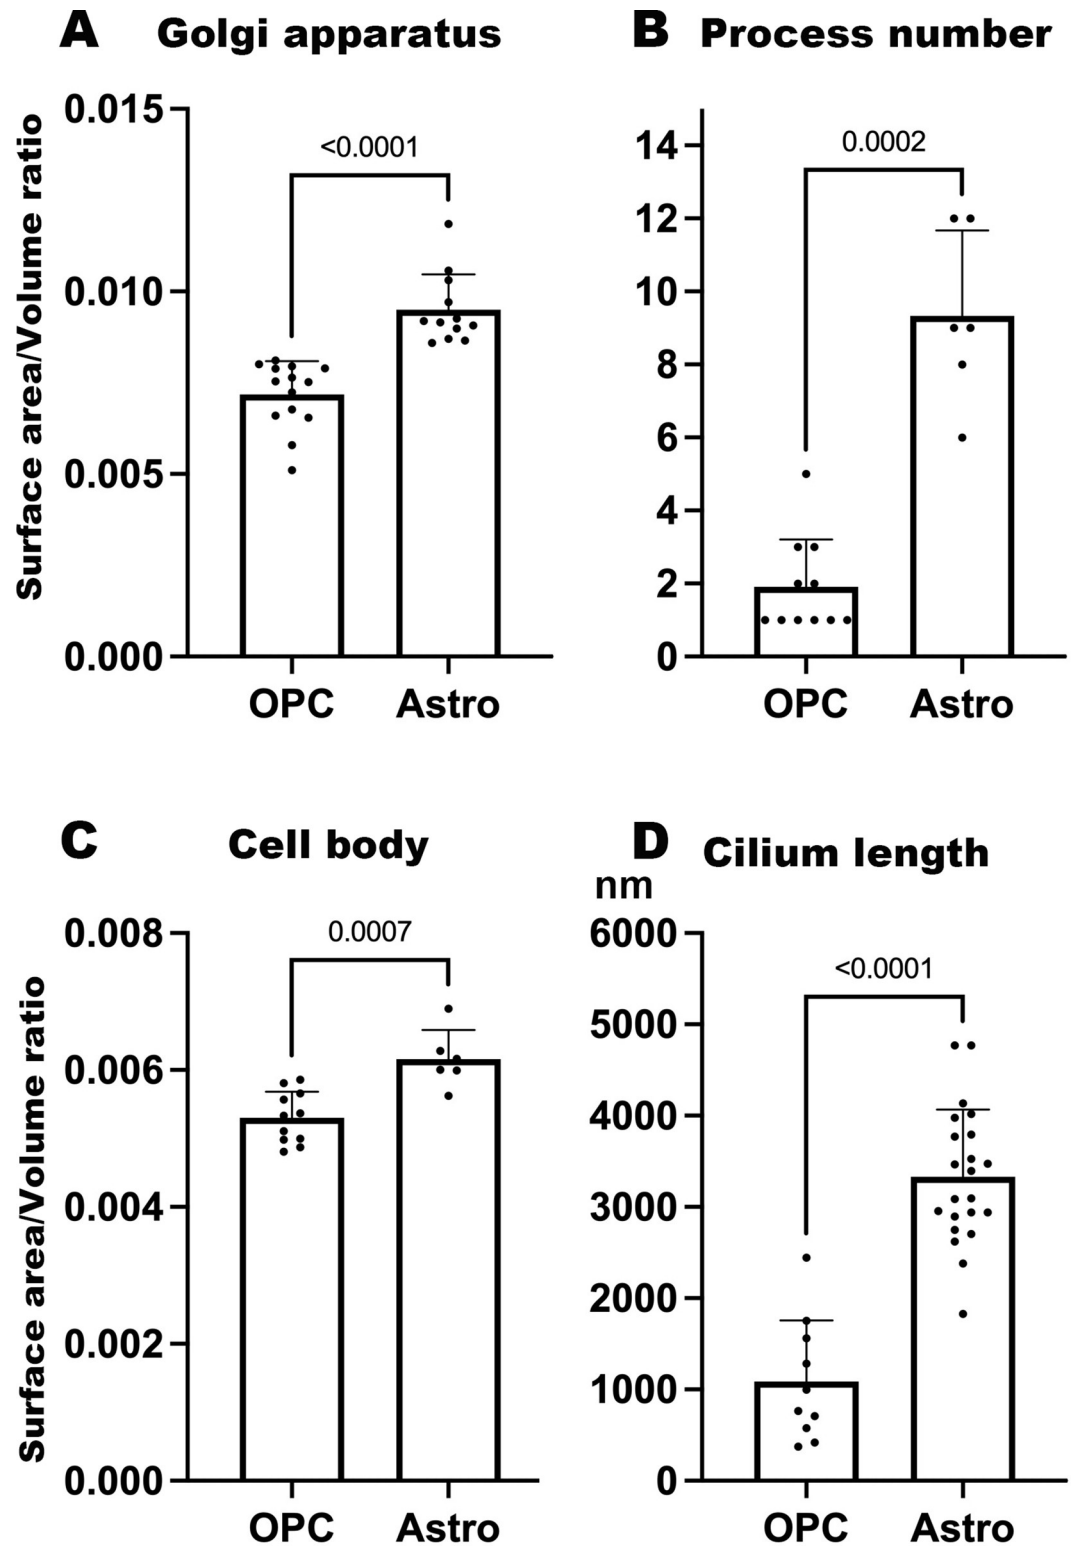 A Golgi apparatus
Surface area/Volume ratio
0.015
0.010
0.005
0.000
<0.0001
OPC Astro
B Process number
14
12
10
8
6
4
2
0
0.0002
OPC Astro
C Cell body
Surface area/Volume ratio
0.008
0.006
0.004
0.002
0.000
0.0007
OPC Astro
D Cilium length
nm
6000
5000
4000
3000
2000
1000
0
<0.0001
OPC Astro